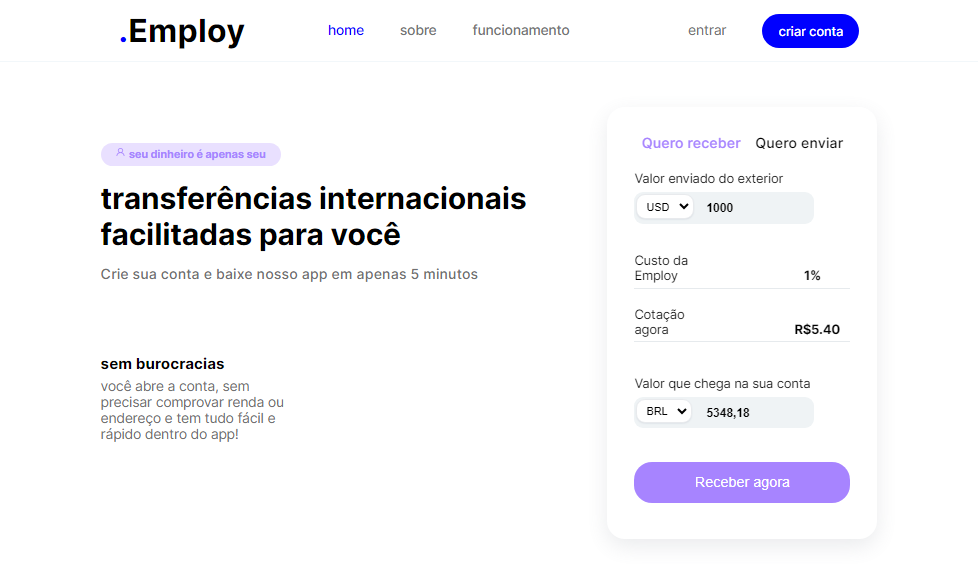 .Employ
home
sobre
funcionamento
entrar
criar conta
seu dinheiro é apenas seu
transferências internacionais
facilitadas para você
Crie sua conta e baixe nosso app em apenas 5 minutos
sem burocracias
você abre a conta, sem
precisar comprovar renda ou
endereço e tem tudo fácil e
rápido dentro do app!
Quero receber
Quero enviar
Valor enviado do exterior
USD
1000
Custo da
Employ
1%
Cotação
agora
R$5.40
Valor que chega na sua conta
BRL
5348,18
Receber agora